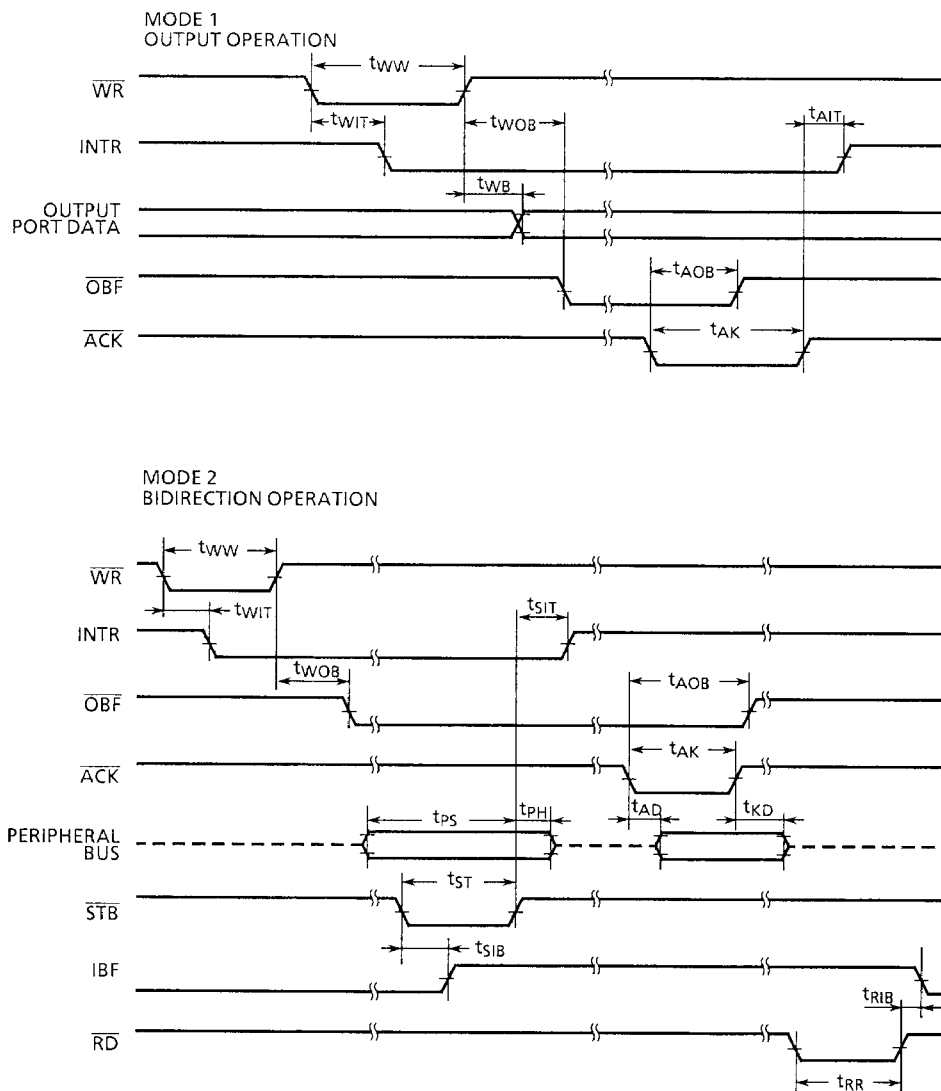 MODE 1
OUTPUT OPERATION
tWW
WR
tWOB
tAIT
tWIT
INTR
tWB
OUTPUT
PORT DATA
tAOB
OBF
tAK
ACK
MODE 2
BIDIRECTION OPERATION
tWW
WR
tWIT
tSIT
INTR
tWOB
tAOB
OBF
tAK
ACK
tAD
tKD
tPS
tPH
PERIPHERAL
BUS
tST
STB
tSIB
IBF
tRIB
RD
tRR